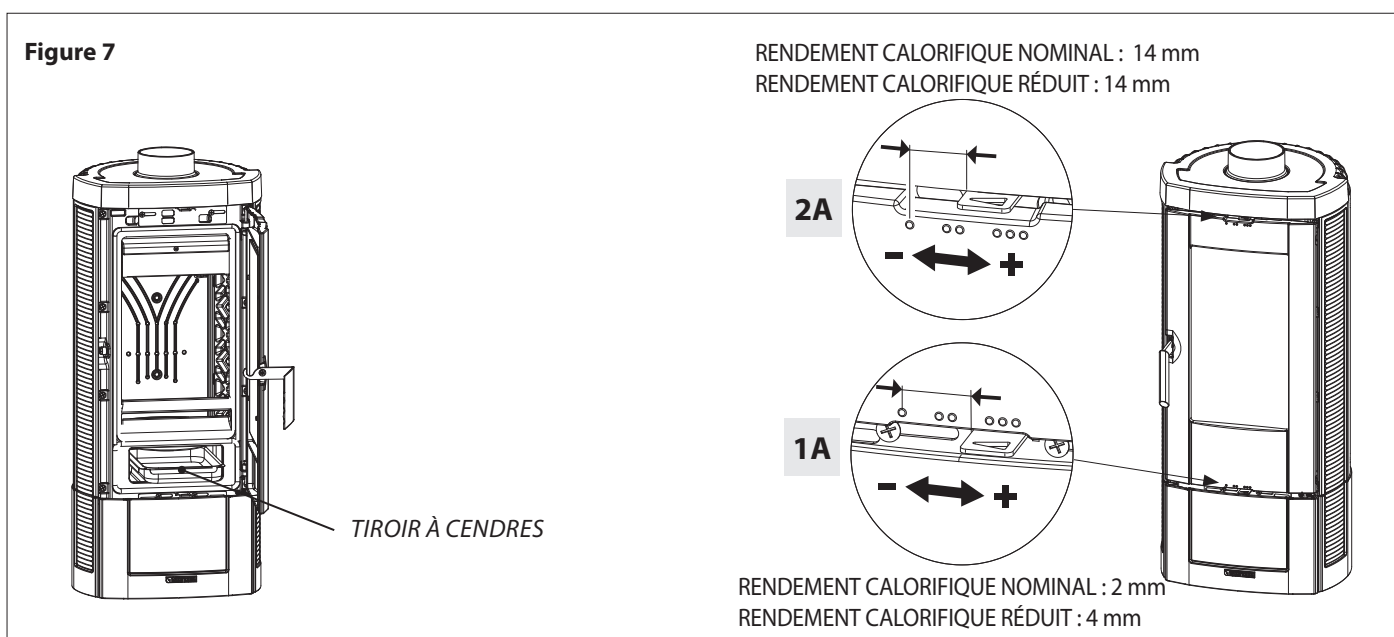 Figure 7
RENDEMENT CALORIFIQUE NOMINAL : 14 mm
RENDEMENT CALORIFIQUE RÉDUIT : 14 mm
2A
- +
1A
- +
TIROIR À CENDRES
RENDEMENT CALORIFIQUE NOMINAL : 2 mm
RENDEMENT CALORIFIQUE RÉDUIT : 4 mm